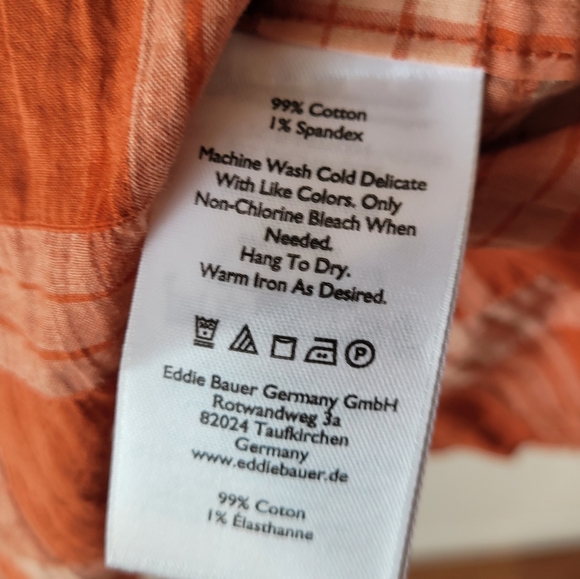 99% Cotton
1% Spandex
Machine Wash Cold Delicate
With Like Colors. Only
Non-Chlorine Bleach When
Needed.
Hang To Dry.
Warm Iron As Desired.
P
Eddie Bauer Germany GmbH
Rotwandweg 3a
82024 Taufkirchen
Germany
www.eddiebauer.de
99% Coton
1% Élasthanne